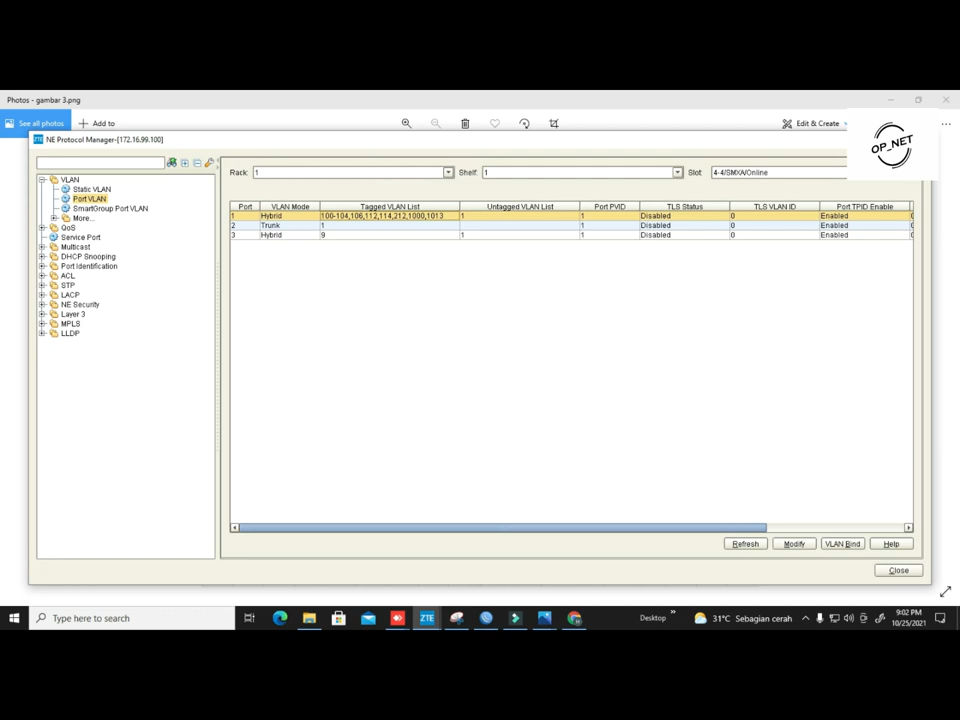 Photos - gambar 3.png
See all photos
Add to
Edit & Create
OP_NET
ZTE NE Protocol Manager-[172.16.99.100]
Rack: 1 Shelf: 1 Slot 4-4/SMXA/Online
VLAN
Static VLAN
Port VLAN
SmartGroup Port VLAN
More...
QoS
Service Port
Multicast
DHCP Snooping
Port Identification
ACL
STP
LACP
NE Security
Layer 3
MPLS
LLDP
Port VLAN Mode Tagged VLAN List Untagged VLAN List Port PVID TLS Status TLS VLAN ID Port TPID Enable
1 Hybrid 100-104,106,112,114,212,1000,1013 1 1 Disabled 0 Enabled
2 Trunk 1 1 Disabled 0 Enabled
3 Hybrid 9 1 1 Disabled 0 Enabled
Refresh Modify VLAN Bind Help
Close
Type here to search
ZTE
Desktop
31°C Sebagian cerah
9:02 PM
10/25/2021